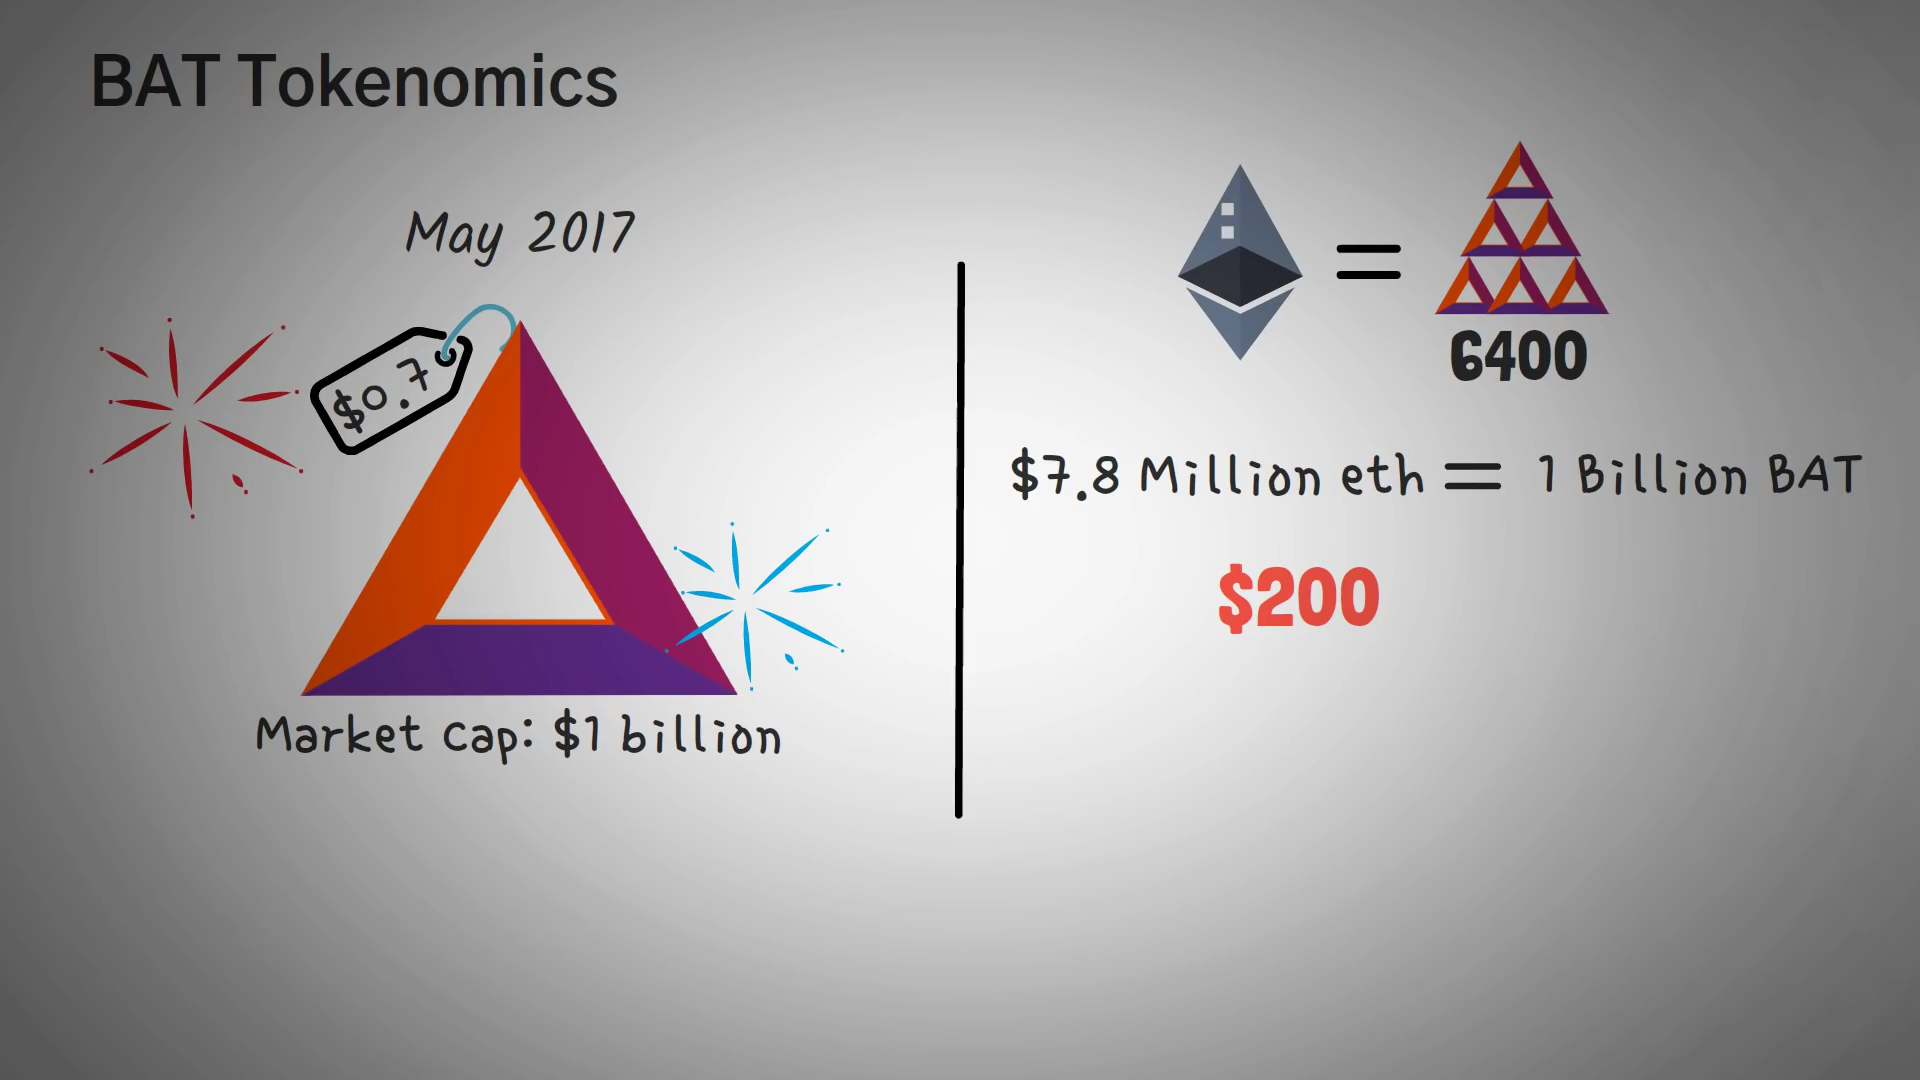 BAT Tokenomics
May 2017
$0.7
Market cap: $1 billion
6400
$7.8 Million eth = 1 Billion BAT
$200